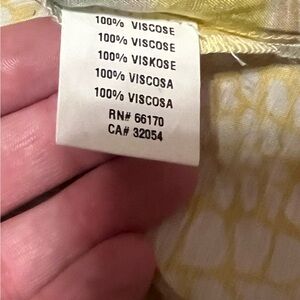 100% VISCOSE
100% VISCOSE
100% VISKOSE
100% VISCOSA
100% VISCOSA
RN# 66170
CA# 32054